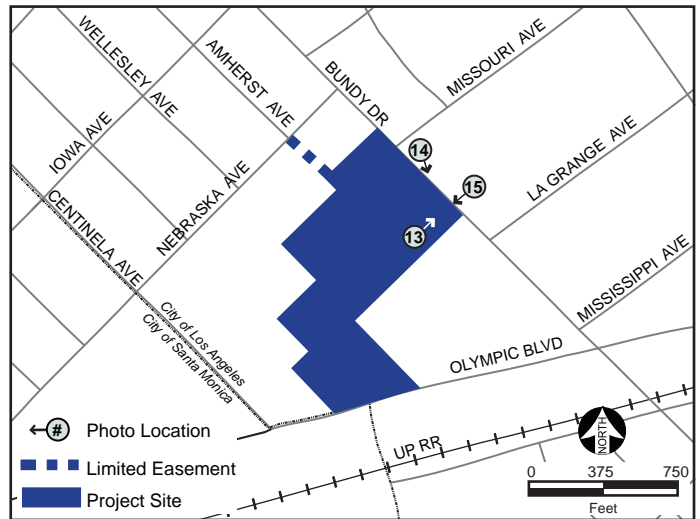 WELLESLEY AVE
AMHERST AVE
BUNDY DR
MISSOURI AVE
IOWA AVE
14
15
LA GRANGE AVE
CENTINELA AVE
NEBRASKA AVE
13
MISSISSIPPI AVE
City of Los Angeles
City of Santa Monica
OLYMPIC BLVD
# Photo Location
UP RR
NORTH
Limited Easement
0 375 750
Project Site
Feet